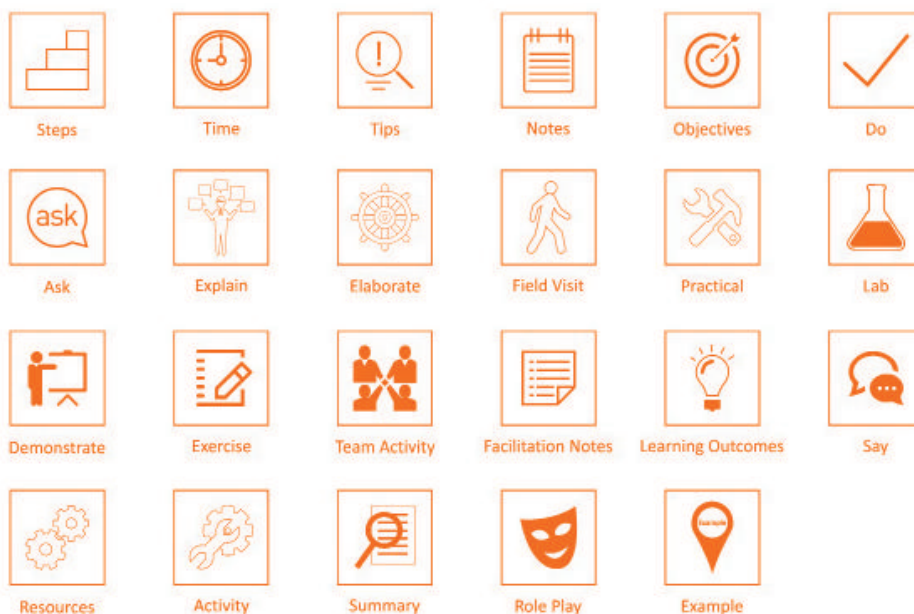 Steps
Time
Tips
Notes
Objectives
Do
ask
Ask
Explain
Elaborate
Field Visit
Practical
Lab
Demonstrate
Exercise
Team Activity
Facilitation Notes
Learning Outcomes
Say
Example
Resources
Activity
Summary
Role Play
Example